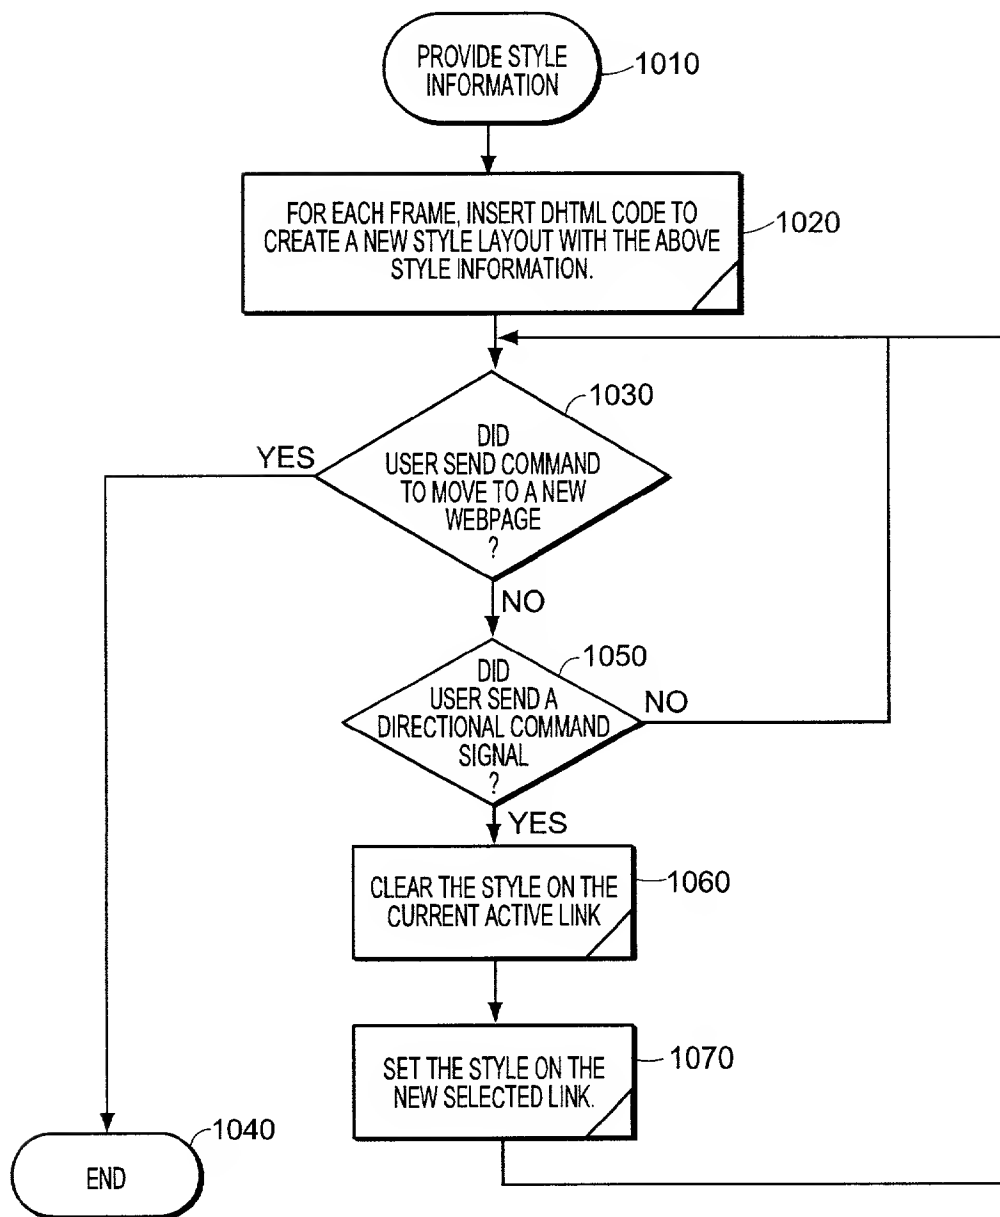 PROVIDE STYLE
INFORMATION
1010
FOR EACH FRAME, INSERT DHTML CODE TO
CREATE A NEW STYLE LAYOUT WITH THE ABOVE
STYLE INFORMATION.
1020
1030
DID
USER SEND COMMAND
TO MOVE TO A NEW
WEBPAGE
?
YES
NO
1050
DID
USER SEND A
DIRECTIONAL COMMAND
SIGNAL
?
NO
YES
CLEAR THE STYLE ON THE
CURRENT ACTIVE LINK
1060
SET THE STYLE ON THE
NEW SELECTED LINK.
1070
1040
END